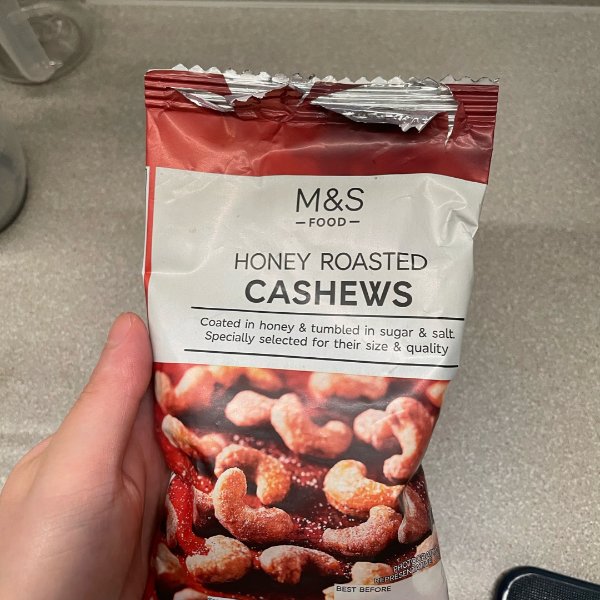 M&S
FOOD
HONEY ROASTED
CASHEWS
Coated in honey & tumbled in sugar & salt.
Specially selected for their size & quality
BEST BEFORE